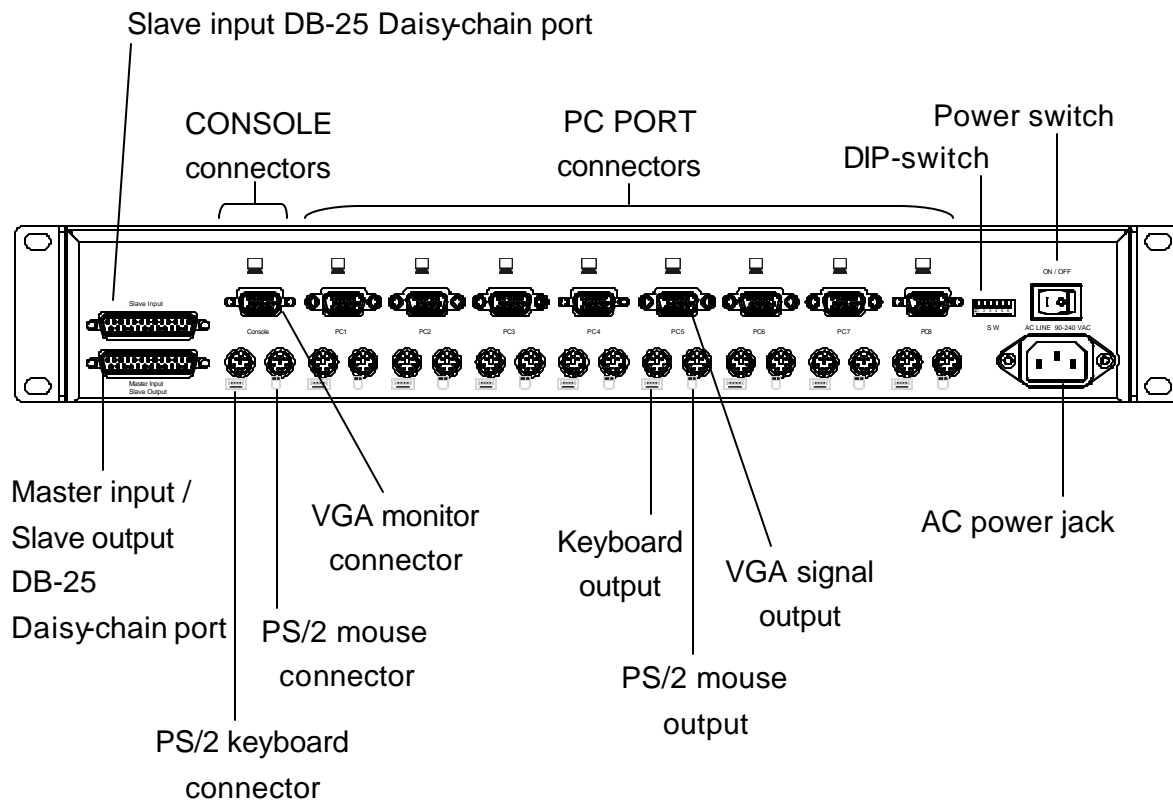 Slave input DB-25 Daisy-chain port
CONSOLE
connectors
PC PORT
connectors
Power switch
DIP-switch
ON / OFF
Slave Input
Console
PC1
PC2
PC3
PC4
PC5
PC6
PC7
PC8
S W
AC LINE 90-240 VAC
Master Input
Slave Output
Master input /
Slave output
DB-25
Daisy-chain port
VGA monitor
connector
PS/2 mouse
connector
PS/2 keyboard
connector
Keyboard
output
VGA signal
output
PS/2 mouse
output
AC power jack